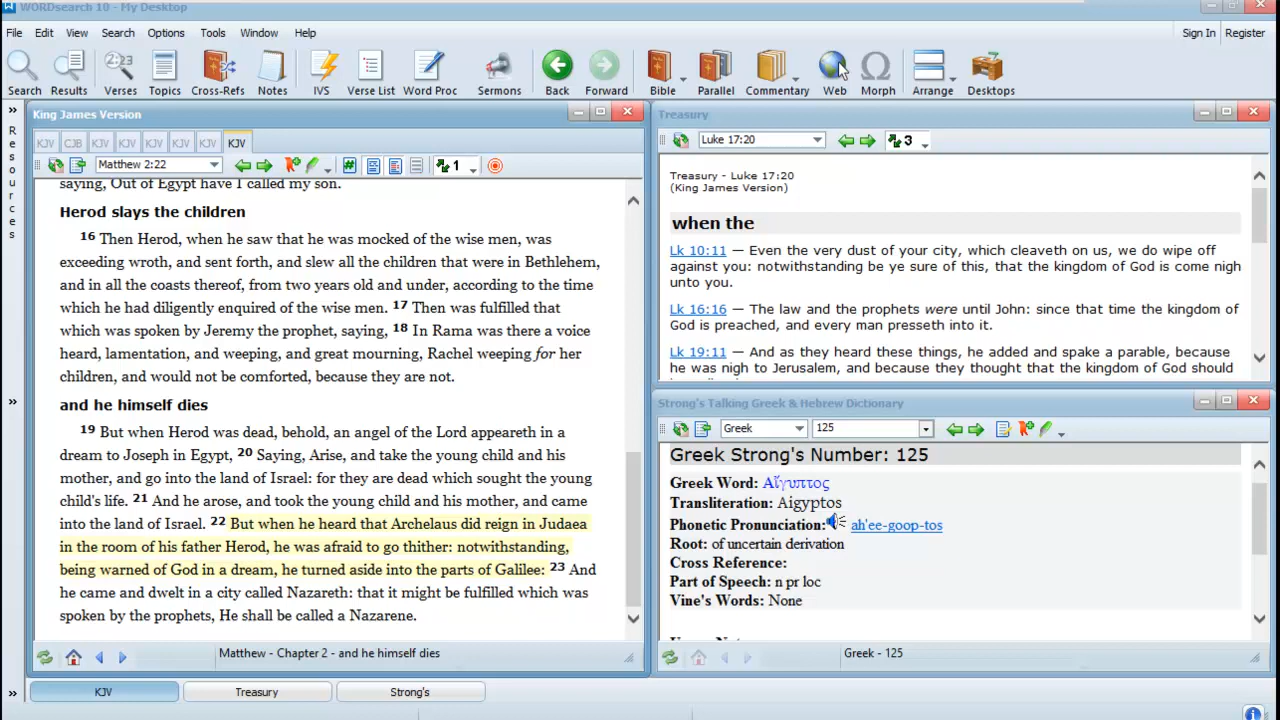 WORDsearch 10 - My Desktop
File Edit View Search Options Tools Window Help
Sign In Register
Search Results Verses Topics Cross-Refs Notes IVS Verse List Word Proc Sermons Back Forward Bible Parallel Commentary Web Morph Arrange Desktops
»
Resources
»
»
King James Version
KJV CJB KJV KJV KJV KJV KJV KJV
Matthew 2:22
1
saying, Out of Egypt have I called my son.
Herod slays the children
16 Then Herod, when he saw that he was mocked of the wise men, was
exceeding wroth, and sent forth, and slew all the children that were in Bethlehem,
and in all the coasts thereof, from two years old and under, according to the time
which he had diligently enquired of the wise men. 17 Then was fulfilled that
which was spoken by Jeremy the prophet, saying, 18 In Rama was there a voice
heard, lamentation, and weeping, and great mourning, Rachel weeping for her
children, and would not be comforted, because they are not.
and he himself dies
19 But when Herod was dead, behold, an angel of the Lord appeareth in a
dream to Joseph in Egypt, 20 Saying, Arise, and take the young child and his
mother, and go into the land of Israel: for they are dead which sought the young
child's life. 21 And he arose, and took the young child and his mother, and came
into the land of Israel. 22 But when he heard that Archelaus did reign in Judaea
in the room of his father Herod, he was afraid to go thither: notwithstanding,
being warned of God in a dream, he turned aside into the parts of Galilee: 23 And
he came and dwelt in a city called Nazareth: that it might be fulfilled which was
spoken by the prophets, He shall be called a Nazarene.
Matthew - Chapter 2 - and he himself dies
Treasury
Luke 17:20
3
Treasury - Luke 17:20
(King James Version)
when the
Lk 10:11 — Even the very dust of your city, which cleaveth on us, we do wipe off
against you: notwithstanding be ye sure of this, that the kingdom of God is come nigh
unto you.
Lk 16:16 — The law and the prophets were until John: since that time the kingdom of
God is preached, and every man presseth into it.
Lk 19:11 — And as they heard these things, he added and spake a parable, because
he was nigh to Jerusalem, and because they thought that the kingdom of God should
Strong's Talking Greek & Hebrew Dictionary
Greek 125
Greek Strong's Number: 125
Greek Word: Αἴγυπτος
Transliteration: Aigyptos
Phonetic Pronunciation: ah'ee-goop-tos
Root: of uncertain derivation
Cross Reference:
Part of Speech: n pr loc
Vine's Words: None
Greek - 125
KJV Treasury Strong's